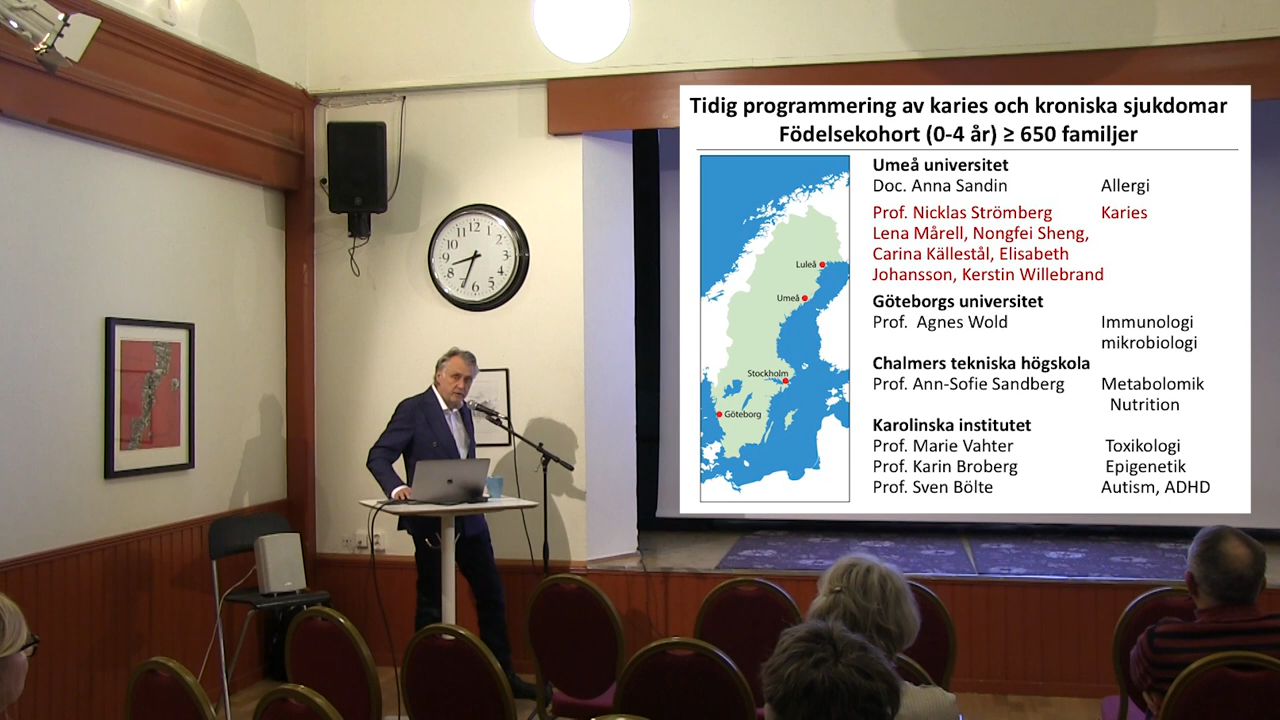 Tidig programmering av karies och kroniska sjukdomar
Födelsekohort (0-4 år) ≥ 650 familjer
Umeå universitet
Doc. Anna Sandin Allergi
Prof. Nicklas Strömberg Karies
Lena Mårell, Nongfei Sheng,
Carina Källestål, Elisabeth
Johansson, Kerstin Willebrand
Göteborgs universitet
Prof. Agnes Wold Immunologi
mikrobiologi
Chalmers tekniska högskola
Prof. Ann-Sofie Sandberg Metabolomik
Nutrition
Karolinska institutet
Prof. Marie Vahter Toxikologi
Prof. Karin Broberg Epigenetik
Prof. Sven Bölte Autism, ADHD
Luleå
Umeå
Stockholm
Göteborg
12
1
2
3
4
5
6
7
8
9
10
11